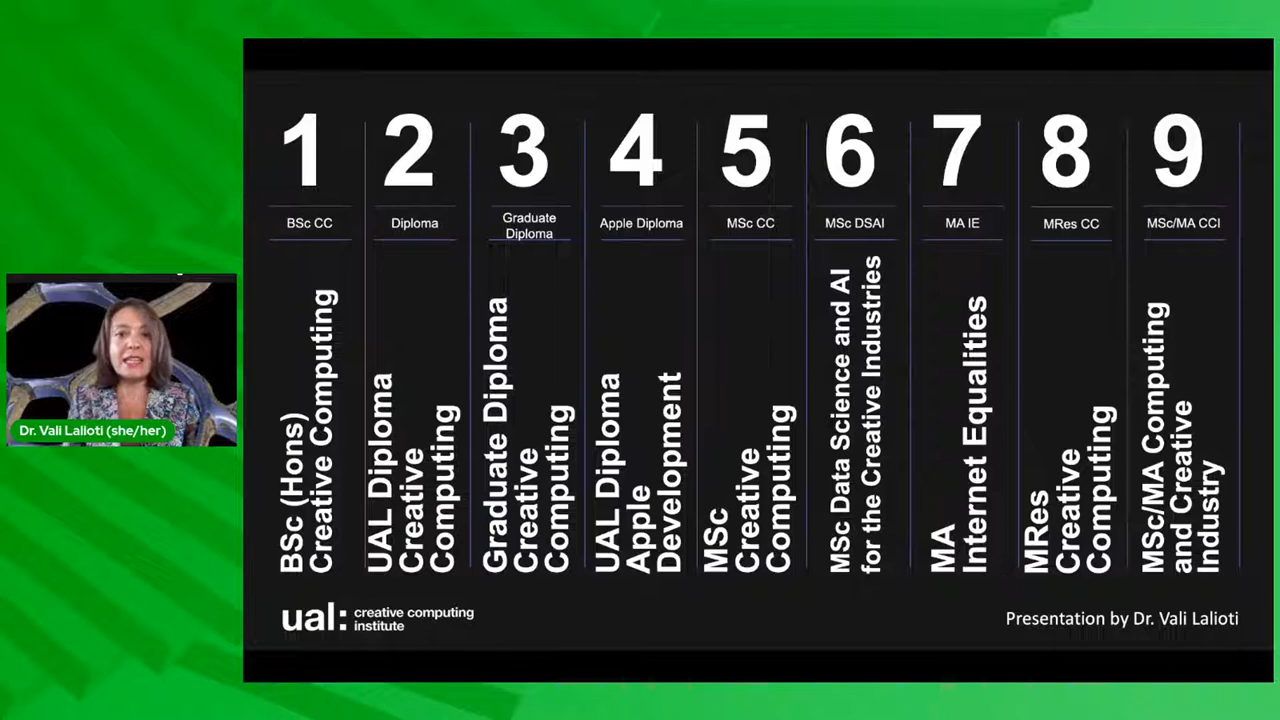 1
2
3
4
5
6
7
8
9
BSc CC
Diploma
Graduate
Diploma
Apple Diploma
MSc CC
MSc DSAI
MA IE
MRes CC
MSc/MA CCI
BSc (Hons)
Creative Computing
UAL Diploma
Creative
Computing
Graduate Diploma
Creative
Computing
UAL Diploma
Apple
Development
MSc
Creative
Computing
MSc Data Science and AI
for the Creative Industries
MA
Internet Equalities
MRes
Creative
Computing
MSc/MA Computing
and Creative
Industry
Dr. Vali Lalioti (she/her)
ual: creative computing
institute
Presentation by Dr. Vali Lalioti